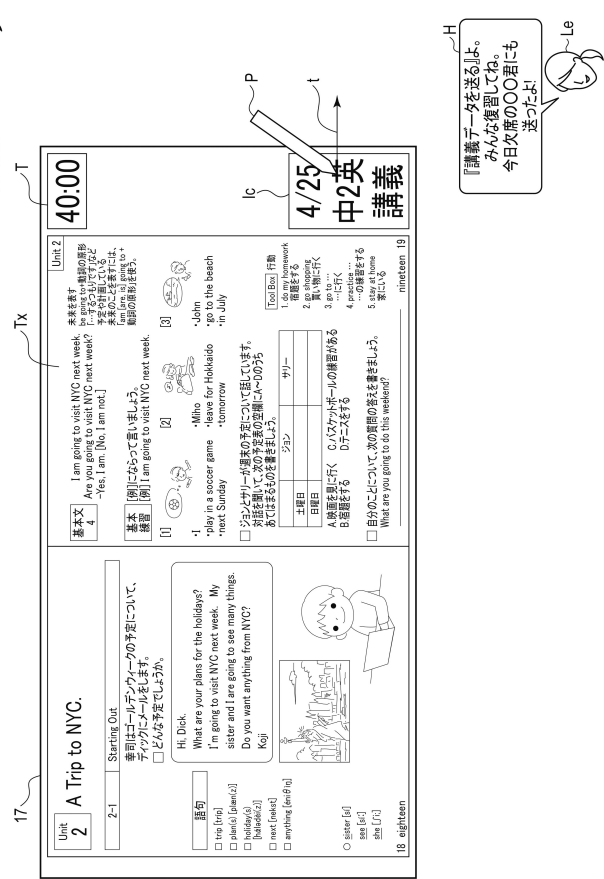 17
Tx
T
Unit
2
A Trip to NYC.
2-1
Starting Out
幸司はゴールデンウィークの予定について、
ディックにメールをします。
□ どんな予定でしょうか。
Hi, Dick.
What are your plans for the holidays?
I'm going to visit NYC next week. My
sister and I are going to see many things.
Do you want anything from NYC?
Koji
語句
□ trip [trip]
□ plan(s) [plæn(z)]
□ holiday(s)
[hάlədèi(z)]
□ next [nekst]
□ anything [éniθìŋ]
○ sister [si]
see [si:]
she [ʃi:]
18 eighteen
Unit 2
基本文
4
I am going to visit NYC next week.
Are you going to visit NYC next week?
−Yes, I am. [No, I am not.]
未来を表す
be going to+動詞の原形
「…するつもりです」など
予定や計画している
未来のことを表すには、
「am [are, is] going to +
動詞の原形」を使う。
基本
練習
[例]にならって言いましょう。
[例] I am going to visit NYC next week.
[1]
•I
•play in a soccer game
•next Sunday
[2]
•Miho
•leave for Hokkaido
•tomorrow
[3]
•John
•go to the beach
•in July
□ ジョンとサリーが週末の予定について話しています。
対話を聞いて、次の予定表の空欄にA〜Dのうち
あてはまるものを書きましょう。
ジョン
サリー
土曜日
日曜日
A.映画を見に行く C.バスケットボールの練習がある
B.宿題をする D.テニスをする
□ 自分のことについて、次の質問の答えを書きましょう。
What are you going to do this weekend?
Tool Box 行動
1. do my homework
宿題をする
2. go shopping
買い物に行く
3. go to …
…に行く
4. practice …
…の練習をする
5. stay at home
家にいる
nineteen 19
40:00
Ic
4/25
中2英
講義
P
t
H
『講義データを送る』よ。
みんな復習してね。
今日欠席の〇〇君にも
送ったよ!
Le